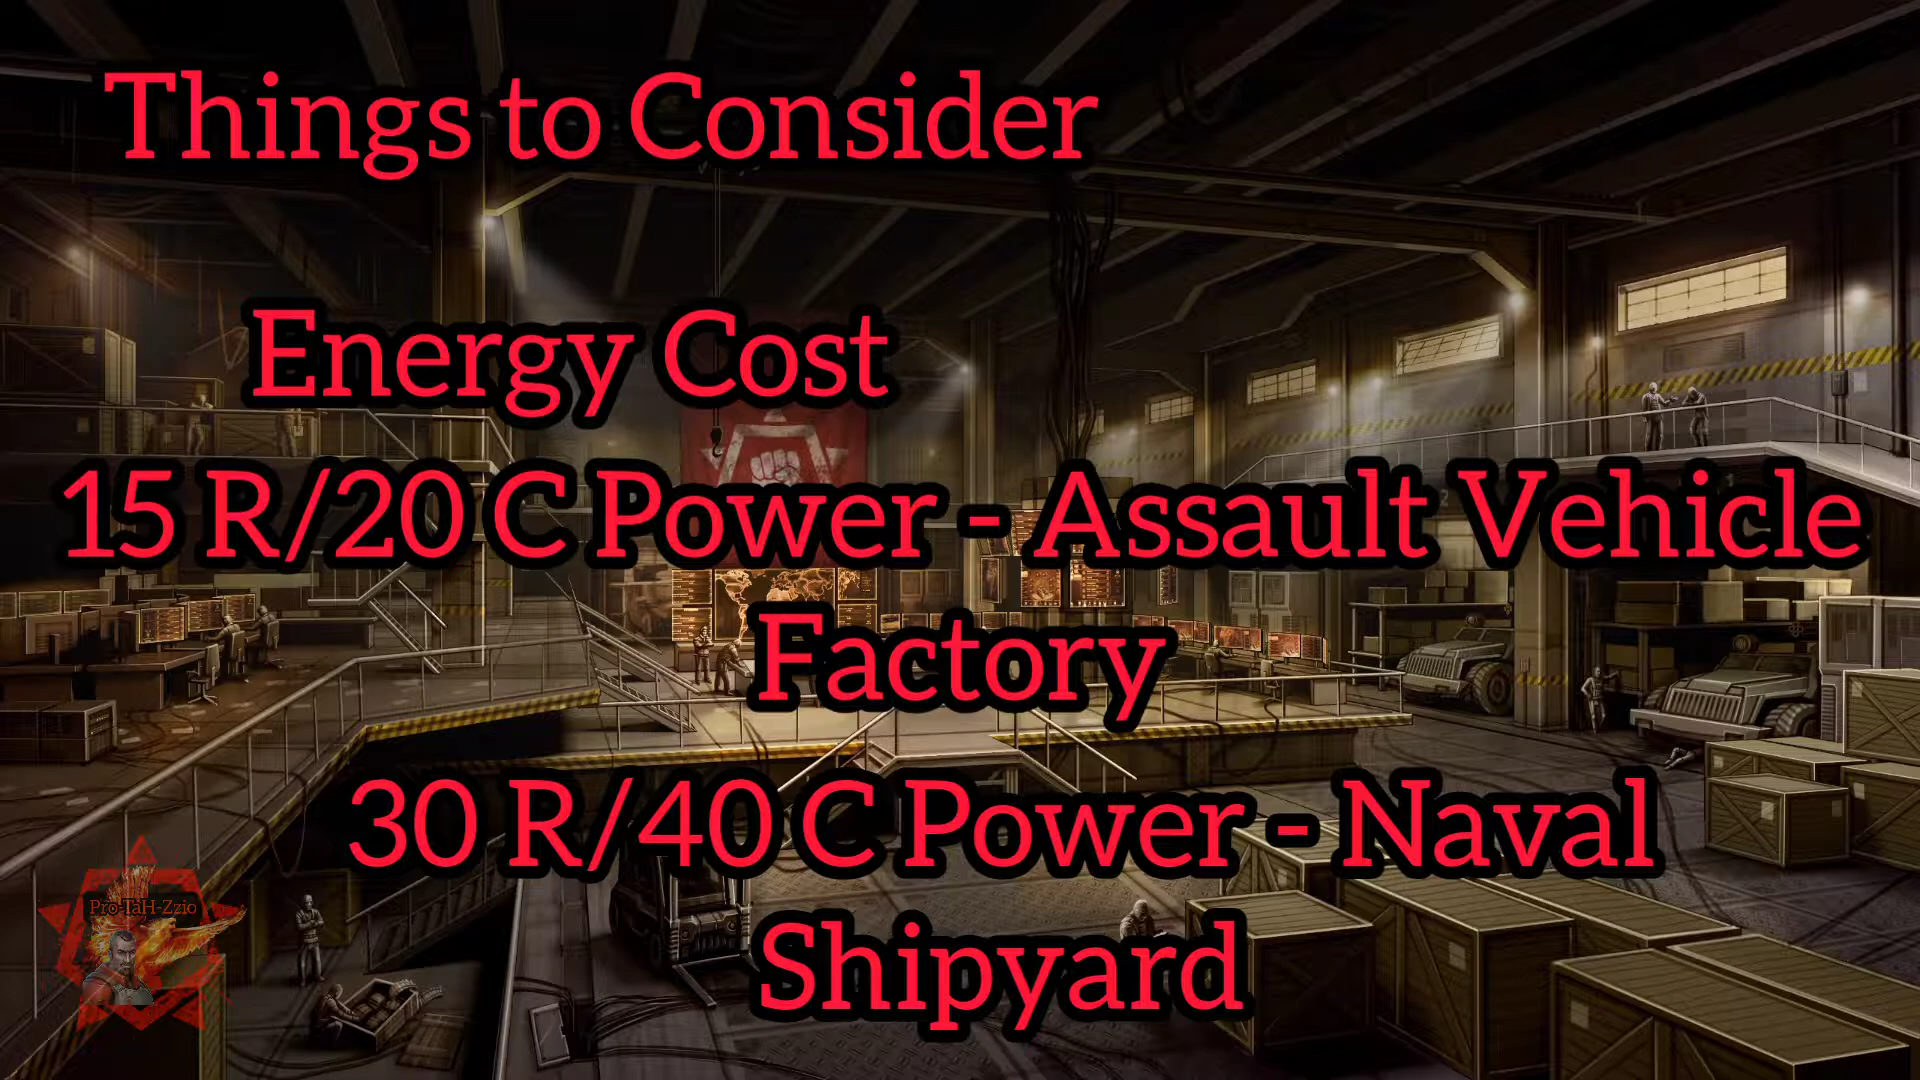 Things to Consider
Energy Cost
15 R/20 C Power - Assault Vehicle
Factory
30 R/40 C Power - Naval
Shipyard
Pro-TaH-Zzio